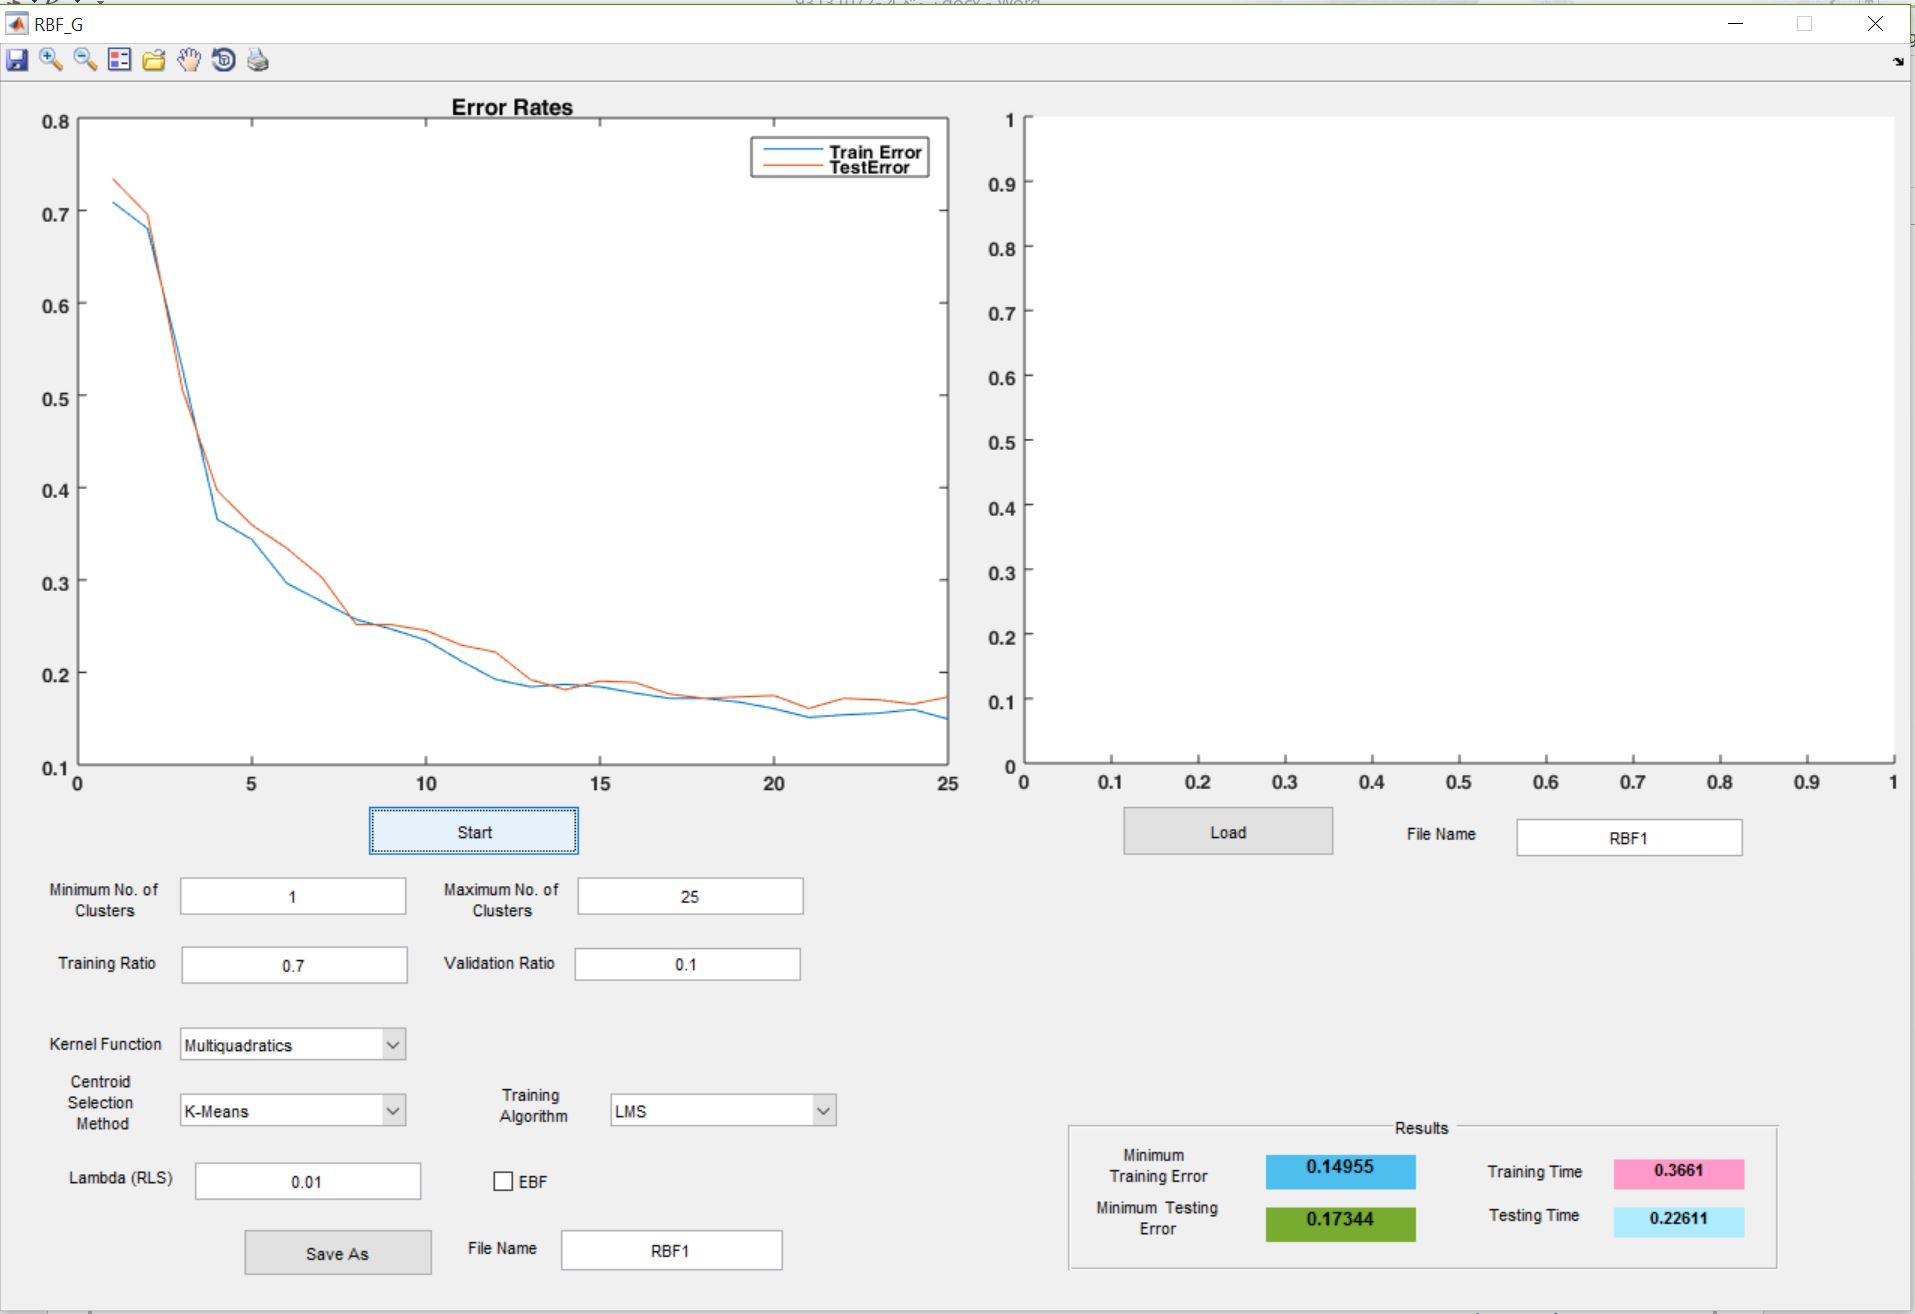 RBF_G
Error Rates
Train Error
TestError
0.8
0.7
0.6
0.5
0.4
0.3
0.2
0.1
0 5 10 15 20 25
1
0.9
0.8
0.7
0.6
0.5
0.4
0.3
0.2
0.1
0
0 0.1 0.2 0.3 0.4 0.5 0.6 0.7 0.8 0.9 1
Start
Load
File Name
RBF1
Minimum No. of
Clusters
1
Maximum No. of
Clusters
25
Training Ratio
0.7
Validation Ratio
0.1
Kernel Function
Multiquadratics
Centroid
Selection
Method
K-Means
Training
Algorithm
LMS
Lambda (RLS)
0.01
EBF
Save As
File Name
RBF1
Results
Minimum
Training Error
0.14955
Training Time
0.3661
Minimum Testing
Error
0.17344
Testing Time
0.22611